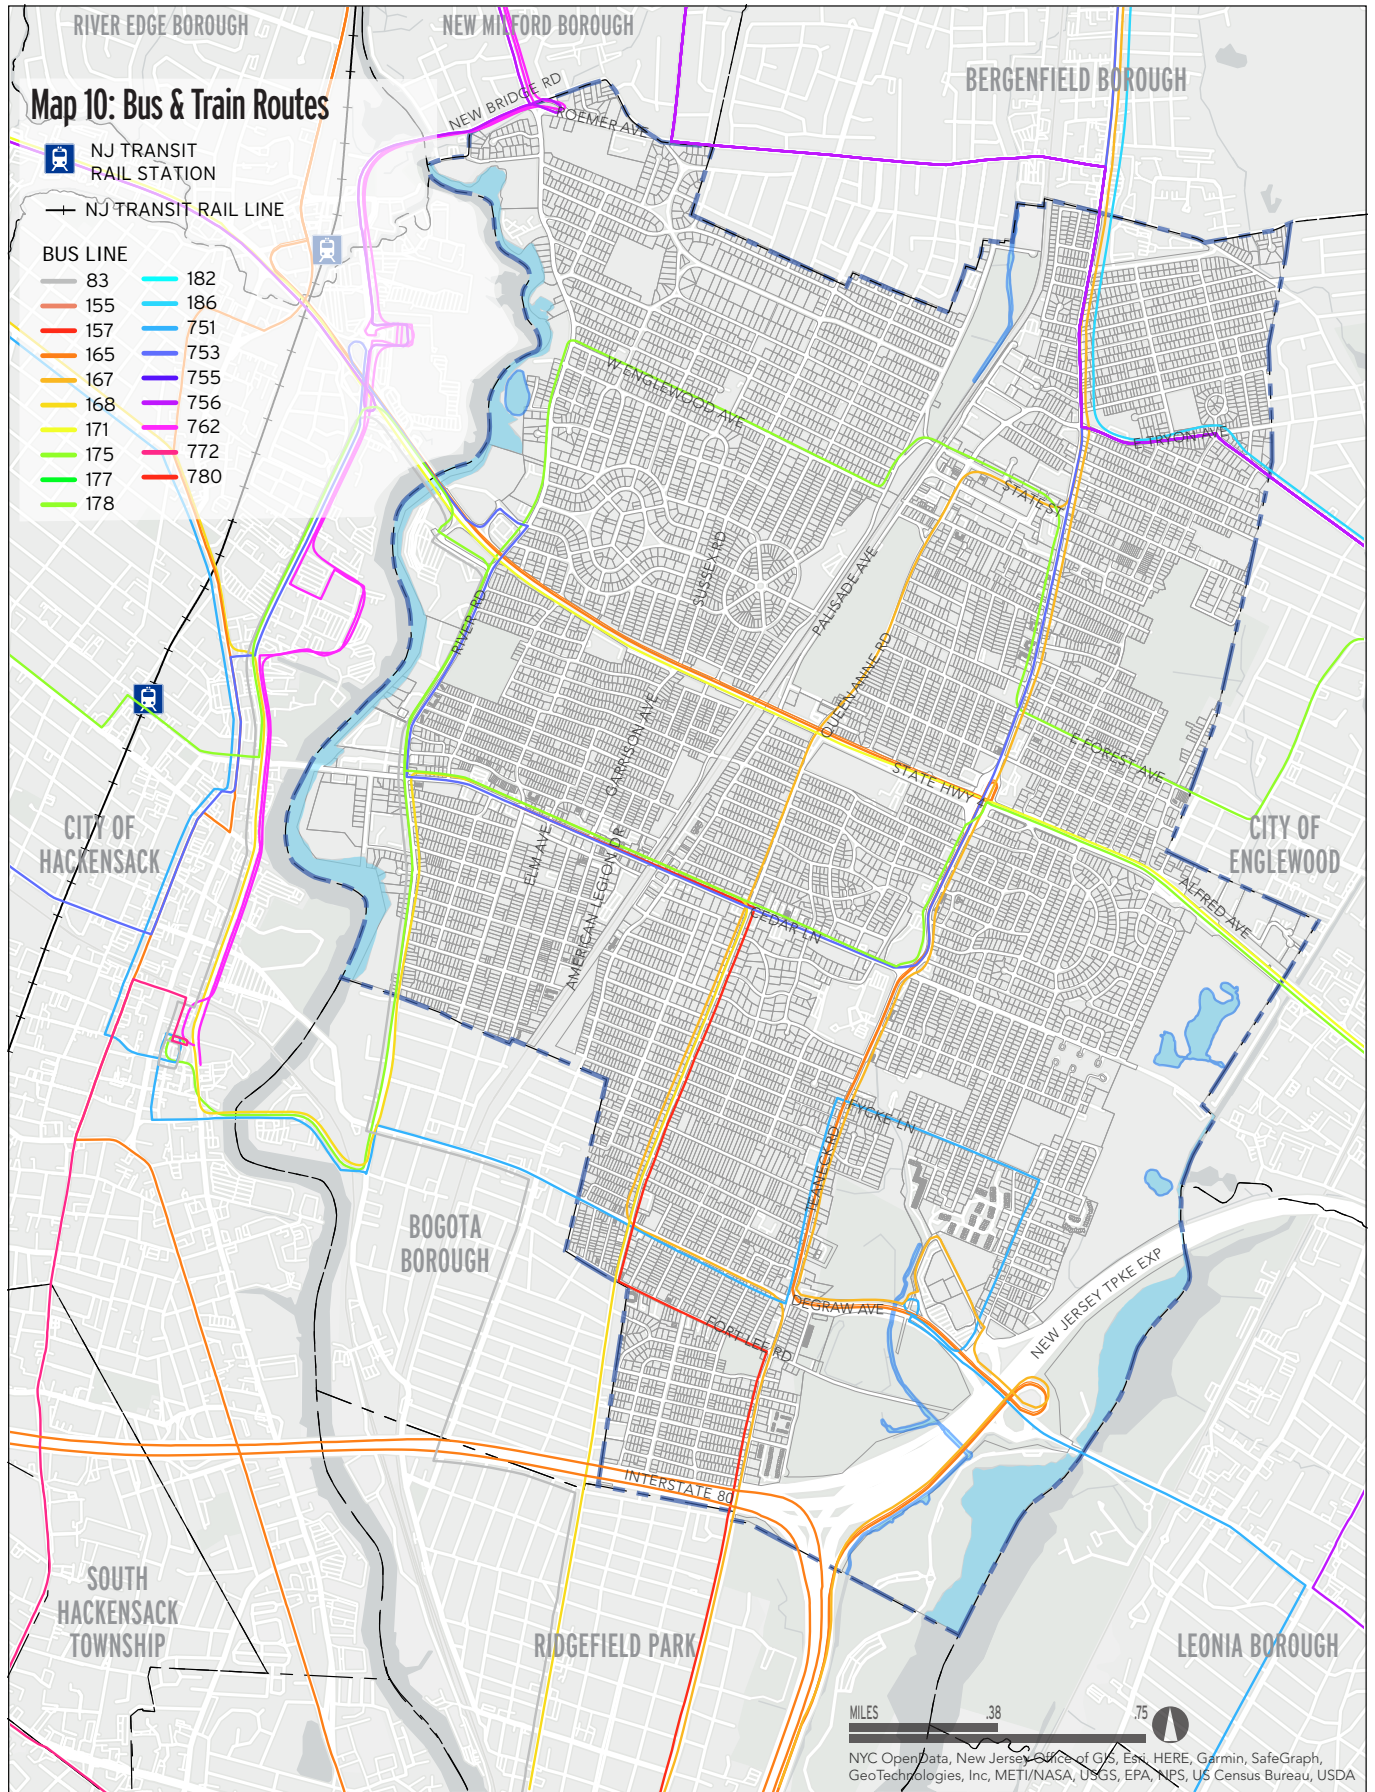 RIVER EDGE BOROUGH
NEW MILFORD BOROUGH
BERGENFIELD BOROUGH
Map 10: Bus & Train Routes
NJ TRANSIT
RAIL STATION
NJ TRANSIT RAIL LINE
BUS LINE
83
155
157
165
167
168
171
175
177
178
182
186
751
753
755
756
762
772
780
NEW BRIDGE RD
ROEMER AVE
W ENGLEWOOD AVE
E TRYON AVE
STATE ST
SUSSEX RD
PALISADE AVE
RIVER RD
QUEEN ANNE RD
GARRISON AVE
E FOREST AVE
STATE HWY 4
CITY OF
HACKENSACK
CITY OF
ENGLEWOOD
ELM AVE
AMERICAN LEGION DR
CEDAR LN
ALFRED AVE
FYCKE LN
TEANECK RD
BOGOTA
BOROUGH
DEGRAW AVE
NEW JERSEY TPKE EXP
FORT LEE RD
INTERSTATE 80
SOUTH
HACKENSACK
TOWNSHIP
RIDGEFIELD PARK
LEONIA BOROUGH
MILES .38 .75
NYC OpenData, New Jersey Office of GIS, Esri, HERE, Garmin, SafeGraph,
GeoTechnologies, Inc, METI/NASA, USGS, EPA, NPS, US Census Bureau, USDA